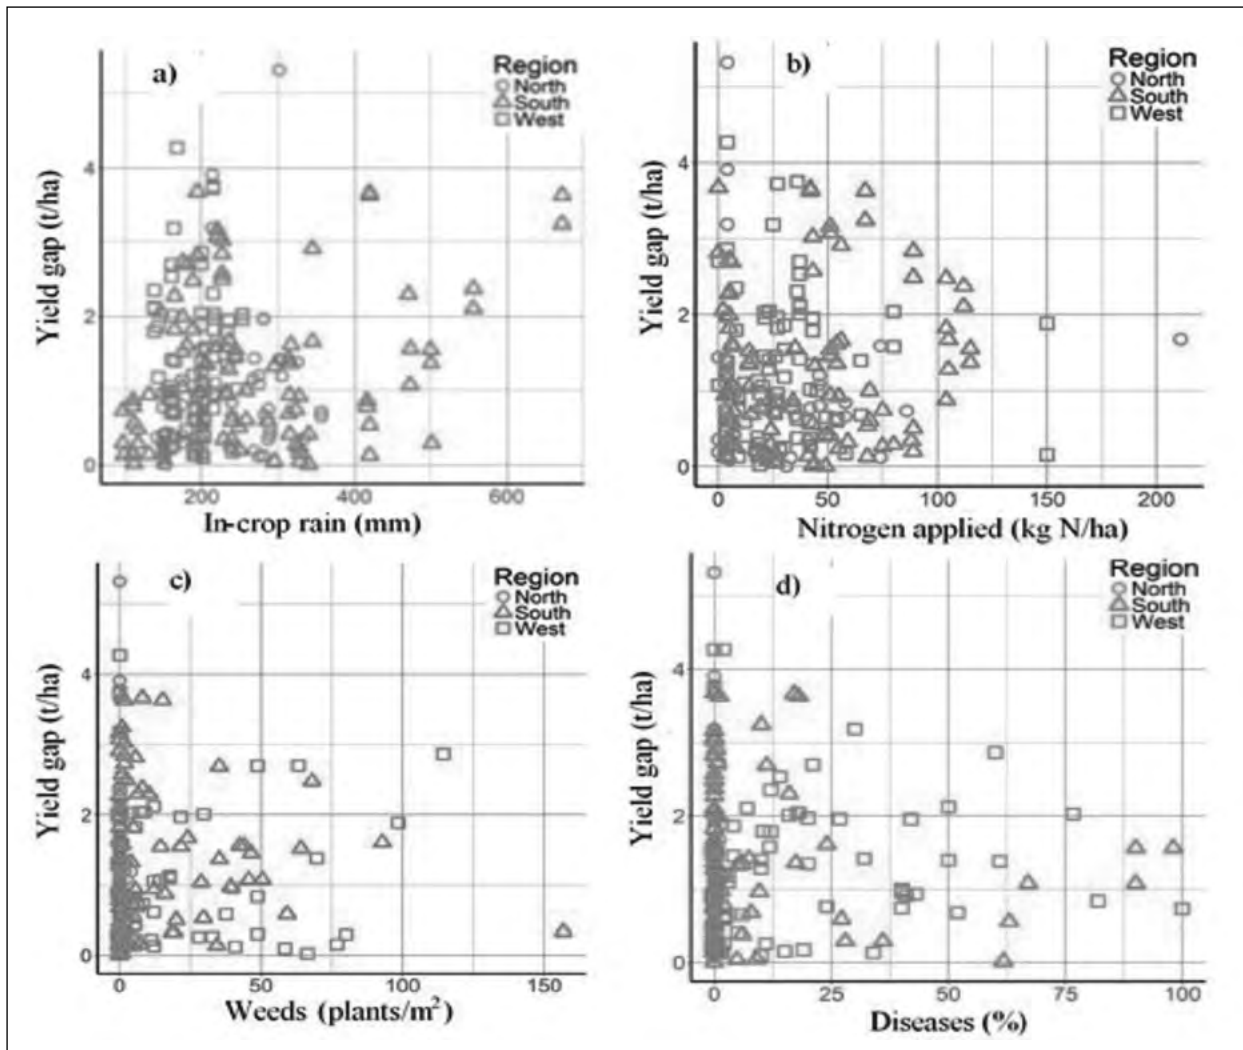 a)
Region
North
South
West
Yield gap (t/ha)
4
2
0
200
400
600
In-crop rain (mm)
b)
Region
North
South
West
Yield gap (t/ha)
4
2
0
0
50
100
150
200
Nitrogen applied (kg N/ha)
c)
Region
North
South
West
Yield gap (t/ha)
4
2
0
0
50
100
150
Weeds (plants/m²)
d)
Region
North
South
West
Yield gap (t/ha)
4
2
0
0
25
50
75
100
Diseases (%)